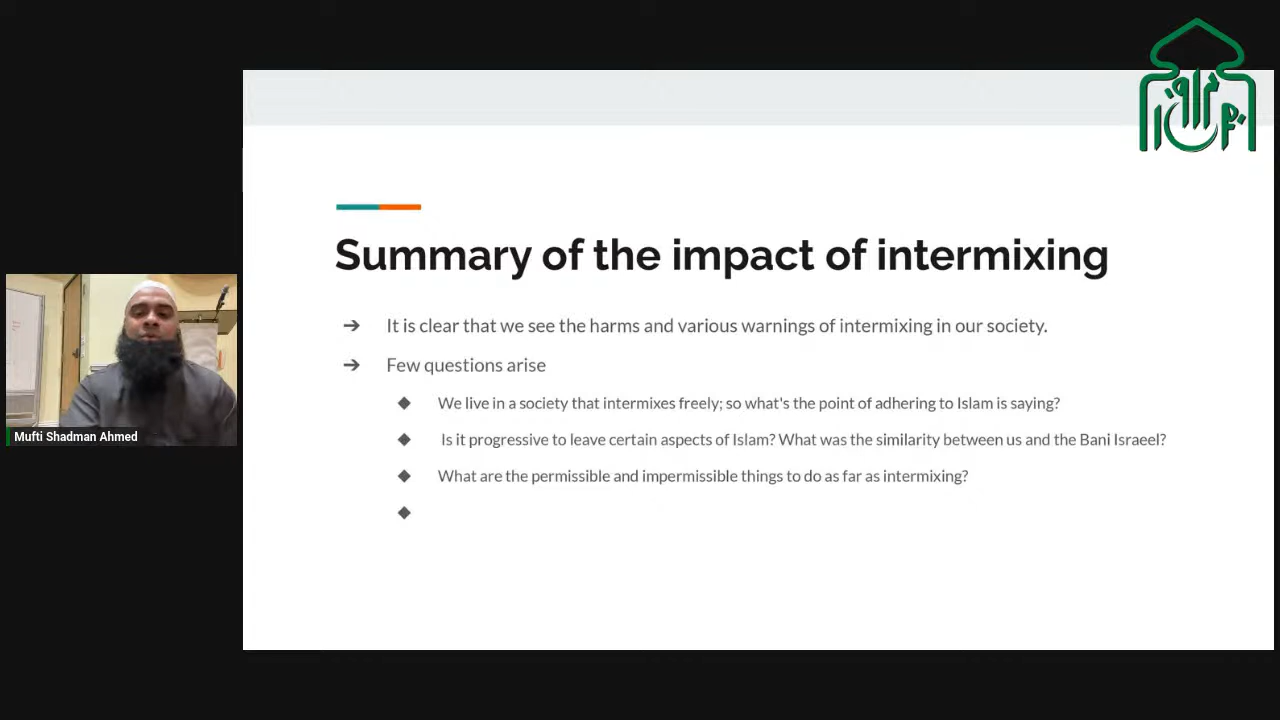 Summary of the impact of intermixing
It is clear that we see the harms and various warnings of intermixing in our society.
Few questions arise
We live in a society that intermixes freely; so what's the point of adhering to Islam is saying?
Is it progressive to leave certain aspects of Islam? What was the similarity between us and the Bani Israeel?
What are the permissible and impermissible things to do as far as intermixing?
Mufti Shadman Ahmed